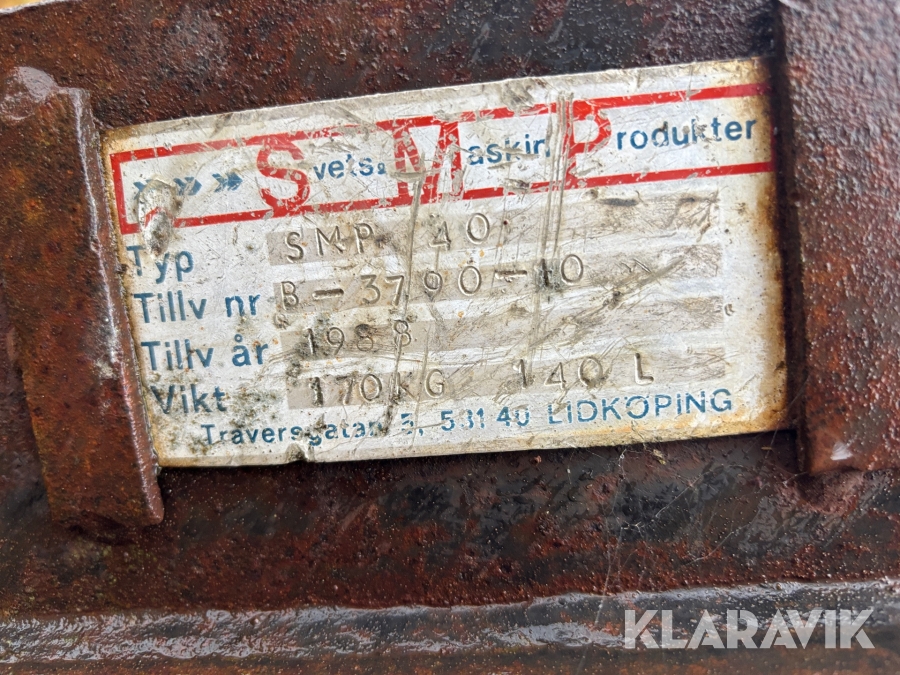 »»» Svets & Maskin Produkter
Typ SMP 40
Tillv nr B-3790-10
Tillv år 1988
Vikt 170KG 140 L
Traversgatan 5, 531 40 LIDKÖPING
KLARAVIK